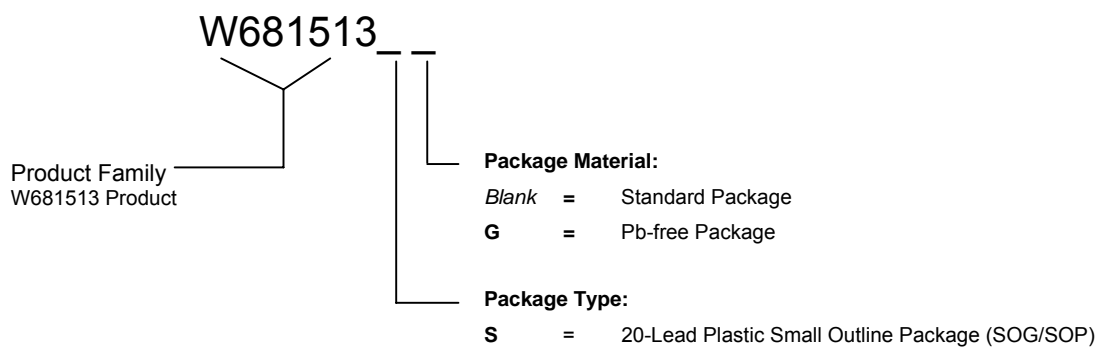 W681513_ _
Product Family
W681513 Product
Package Material:
Blank = Standard Package
G = Pb-free Package
Package Type:
S = 20-Lead Plastic Small Outline Package (SOG/SOP)